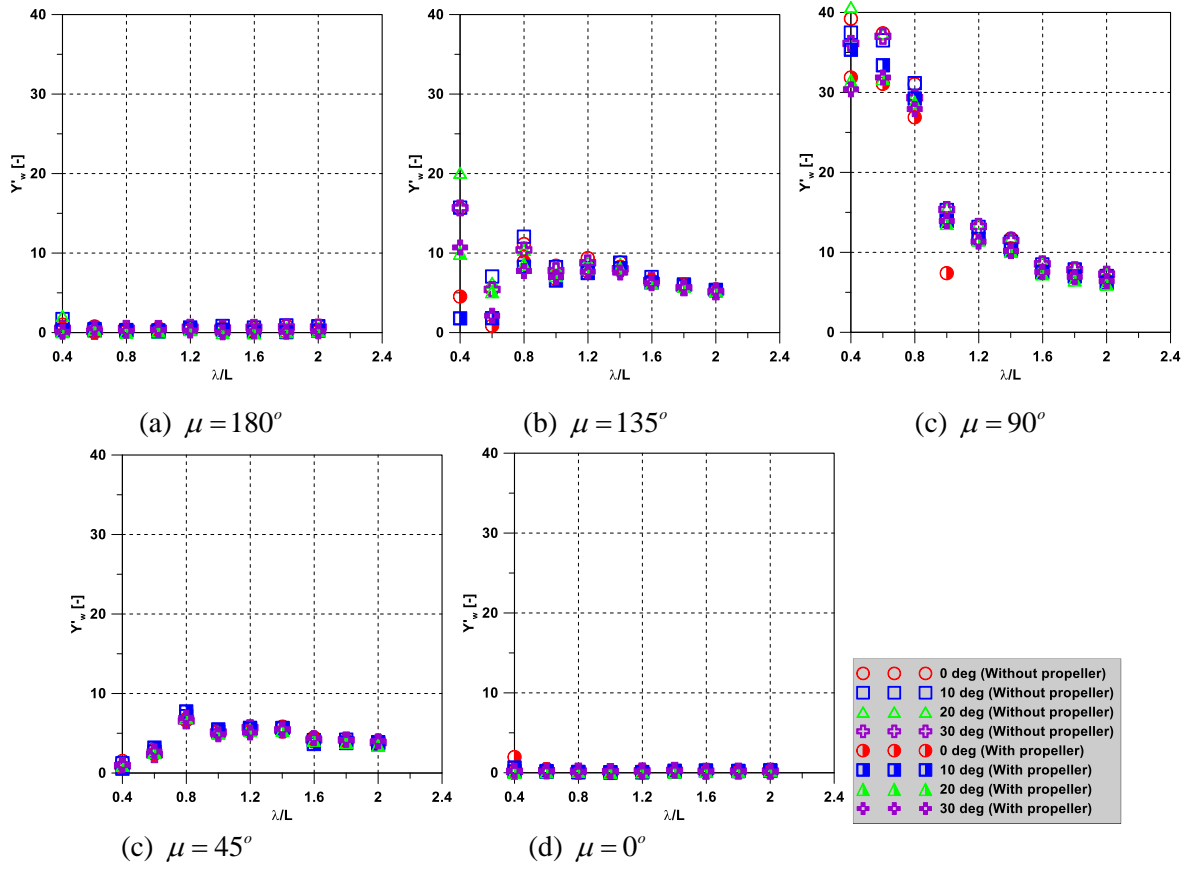 40
30
20
10
0
Y'w [-]
0.4 0.8 1.2 1.6 2 2.4
λ/L
(a) μ = 180°
40
30
20
10
0
Y'w [-]
0.4 0.8 1.2 1.6 2 2.4
λ/L
(b) μ = 135°
40
30
20
10
0
Y'w [-]
0.4 0.8 1.2 1.6 2 2.4
λ/L
(c) μ = 90°
40
30
20
10
0
Y'w [-]
0.4 0.8 1.2 1.6 2 2.4
λ/L
(c) μ = 45°
40
30
20
10
0
Y'w [-]
0.4 0.8 1.2 1.6 2 2.4
λ/L
(d) μ = 0°
0 deg (Without propeller)
10 deg (Without propeller)
20 deg (Without propeller)
30 deg (Without propeller)
0 deg (With propeller)
10 deg (With propeller)
20 deg (With propeller)
30 deg (With propeller)